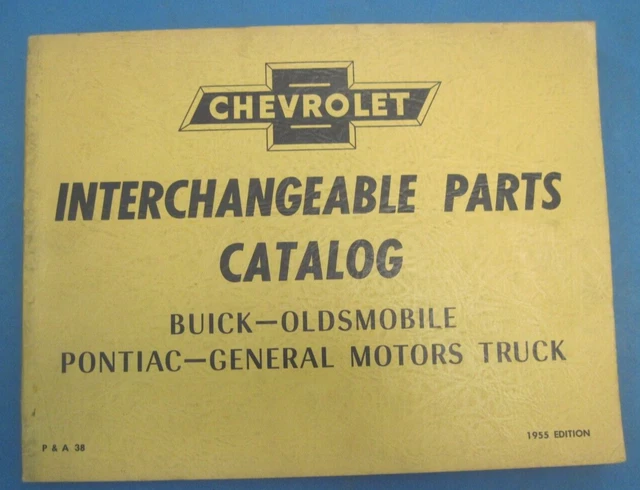 CHEVROLET
INTERCHANGEABLE PARTS
CATALOG
BUICK—OLDSMOBILE
PONTIAC—GENERAL MOTORS TRUCK
P & A 38
1955 EDITION